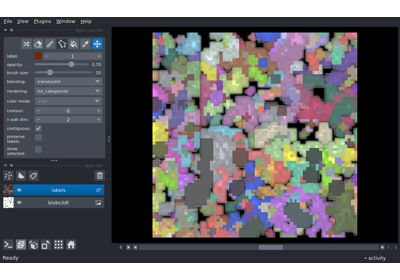 File View Plugins Window Help
label: 1
opacity: 0.70
brush size: 10
blending: translucent
rendering: iso_categorical
color mode:
contour: 0
n edit dim: 2
contiguous:
preserve
labels:
show
selected:
labels
blobs3dt
0
Ready
activity